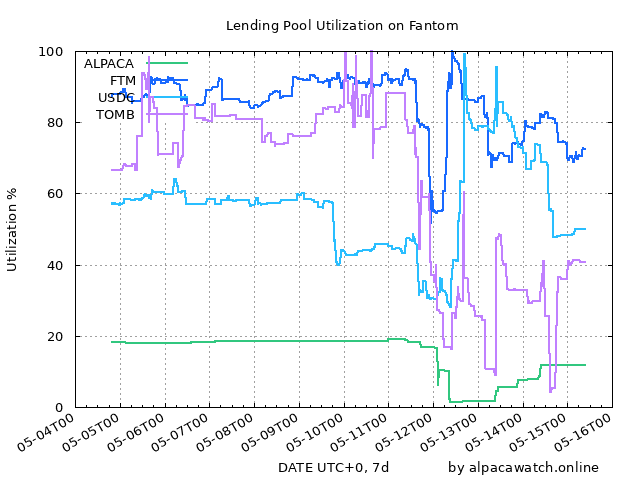 Lending Pool Utilization on Fantom
ALPACA
FTM
USDC
TOMB
Utilization %
100
80
60
40
20
0
05-04T00
05-05T00
05-06T00
05-07T00
05-08T00
05-09T00
05-10T00
05-11T00
05-12T00
05-13T00
05-14T00
05-15T00
05-16T00
DATE UTC+0, 7d
by alpacawatch.online